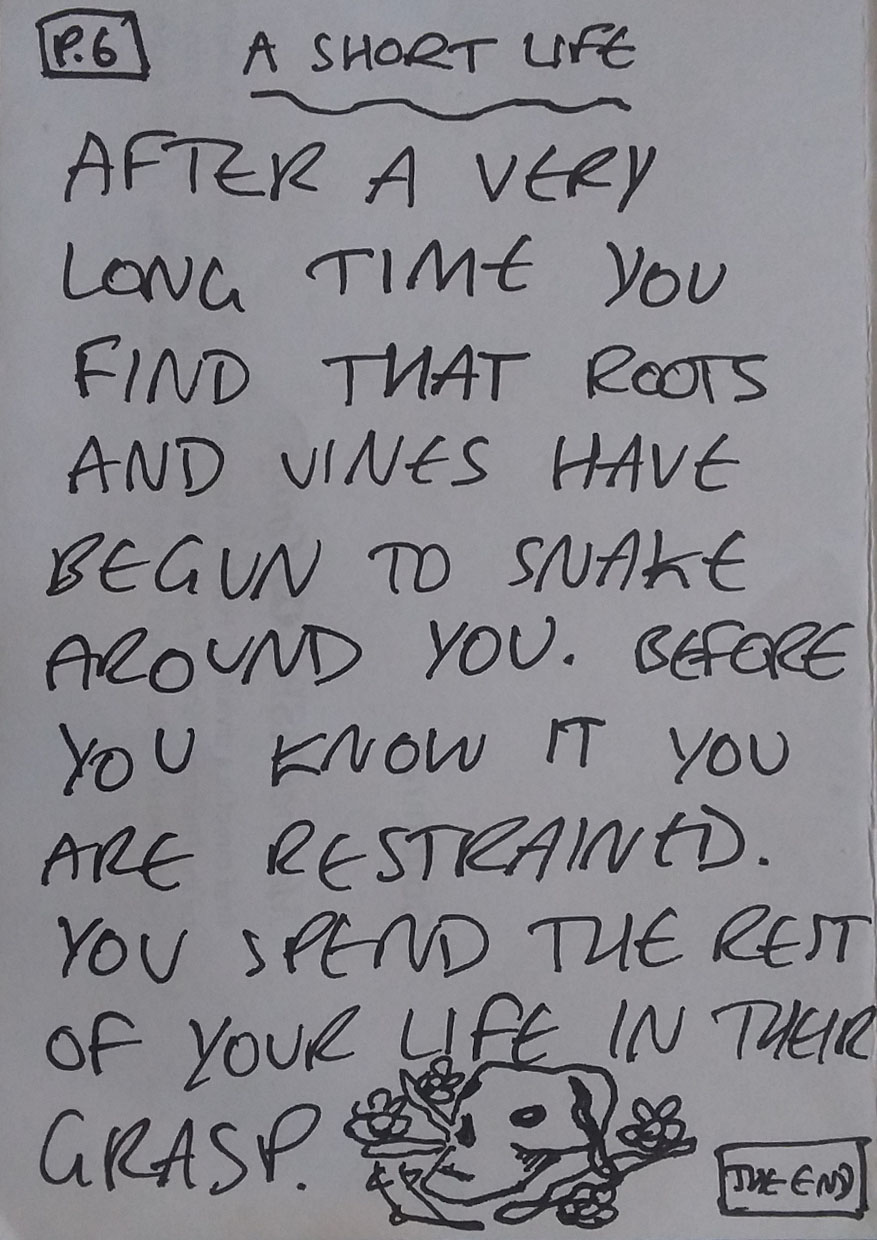 P.6 A SHORT LIFE
AFTER A VERY
LONG TIME YOU
FIND THAT ROOTS
AND VINES HAVE
BEGUN TO SNAKE
AROUND YOU. BEFORE
YOU KNOW IT YOU
ARE RESTRAINED.
YOU SPEND THE REST
OF YOUR LIFE IN THEIR
GRASP.
THE END